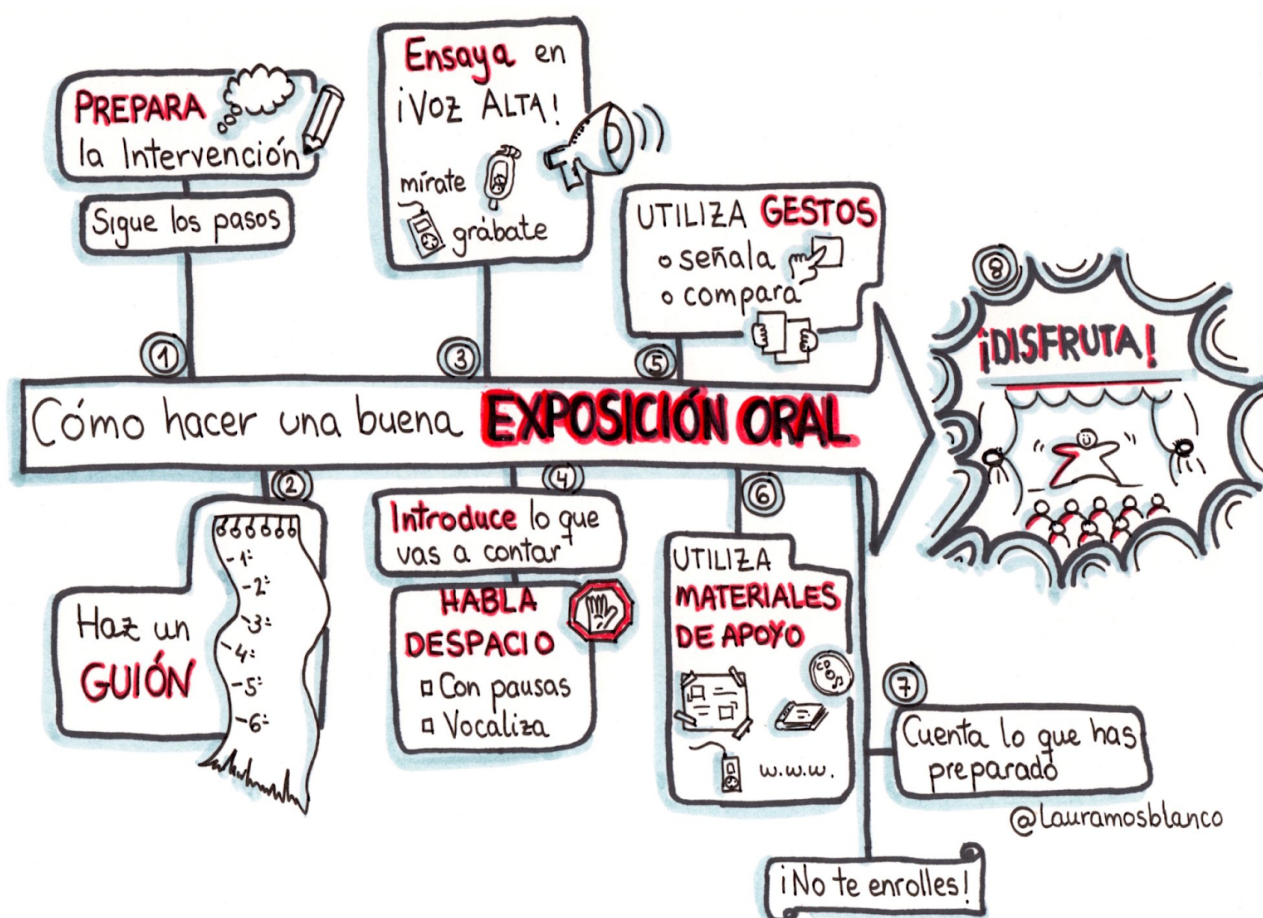 Cómo hacer una buena EXPOSICIÓN ORAL
1
PREPARA
la Intervención
Sigue los pasos
2
Haz un
GUIÓN
-1:
-2:
-3:
-4:
-5:
-6:
3
Ensaya en
¡VOZ ALTA!
mírate
grábate
4
Introduce lo que
vas a contar
HABLA
DESPACIO
Con pausas
Vocaliza
5
UTILIZA GESTOS
señala
compara
6
UTILIZA
MATERIALES
DE APOYO
CD
w.w.w.
7
Cuenta lo que has
preparado
¡No te enrolles!
8
¡DISFRUTA!
@Lauramosblanco